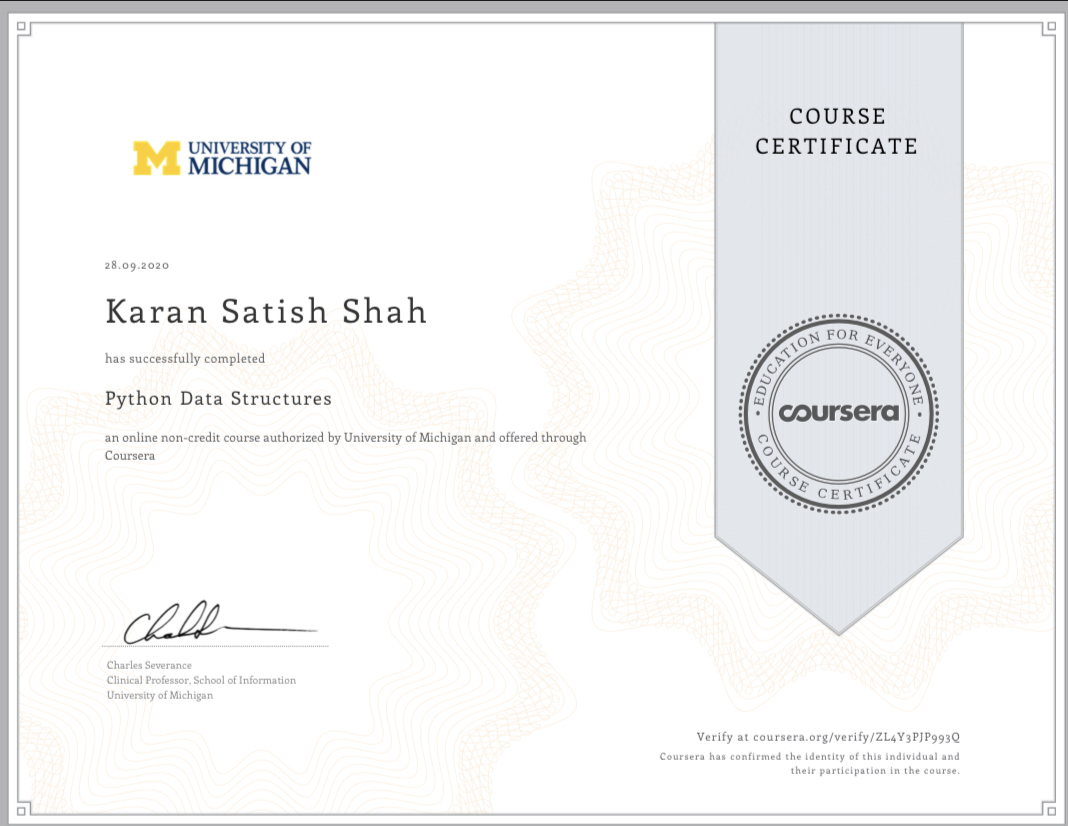 COURSE
CERTIFICATE
M UNIVERSITY OF
MICHIGAN
28.09.2020
Karan Satish Shah
has successfully completed
Python Data Structures
an online non-credit course authorized by University of Michigan and offered through
Coursera
EDUCATION FOR EVERYONE
coursera
COURSE CERTIFICATE
Charles Severance
Clinical Professor, School of Information
University of Michigan
Verify at coursera.org/verify/ZL4Y3PJP993Q
Coursera has confirmed the identity of this individual and
their participation in the course.